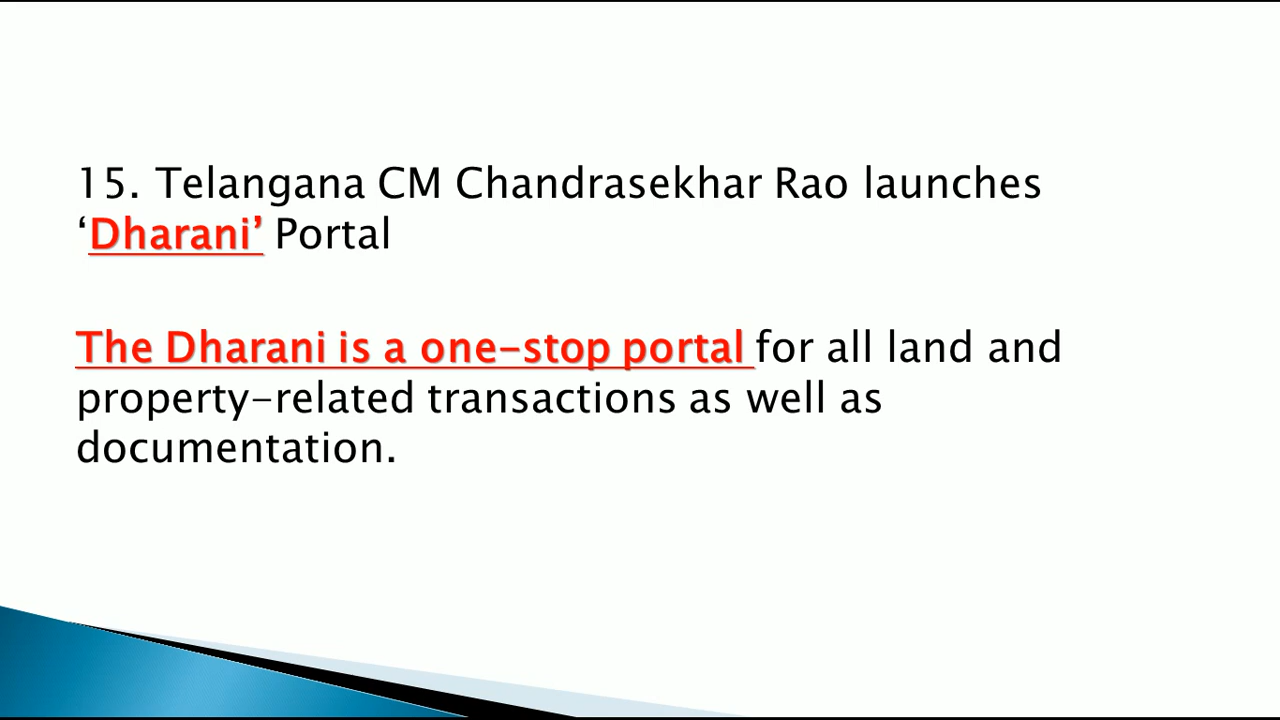 15. Telangana CM Chandrasekhar Rao launches
‘Dharani’ Portal
The Dharani is a one-stop portal for all land and
property-related transactions as well as
documentation.